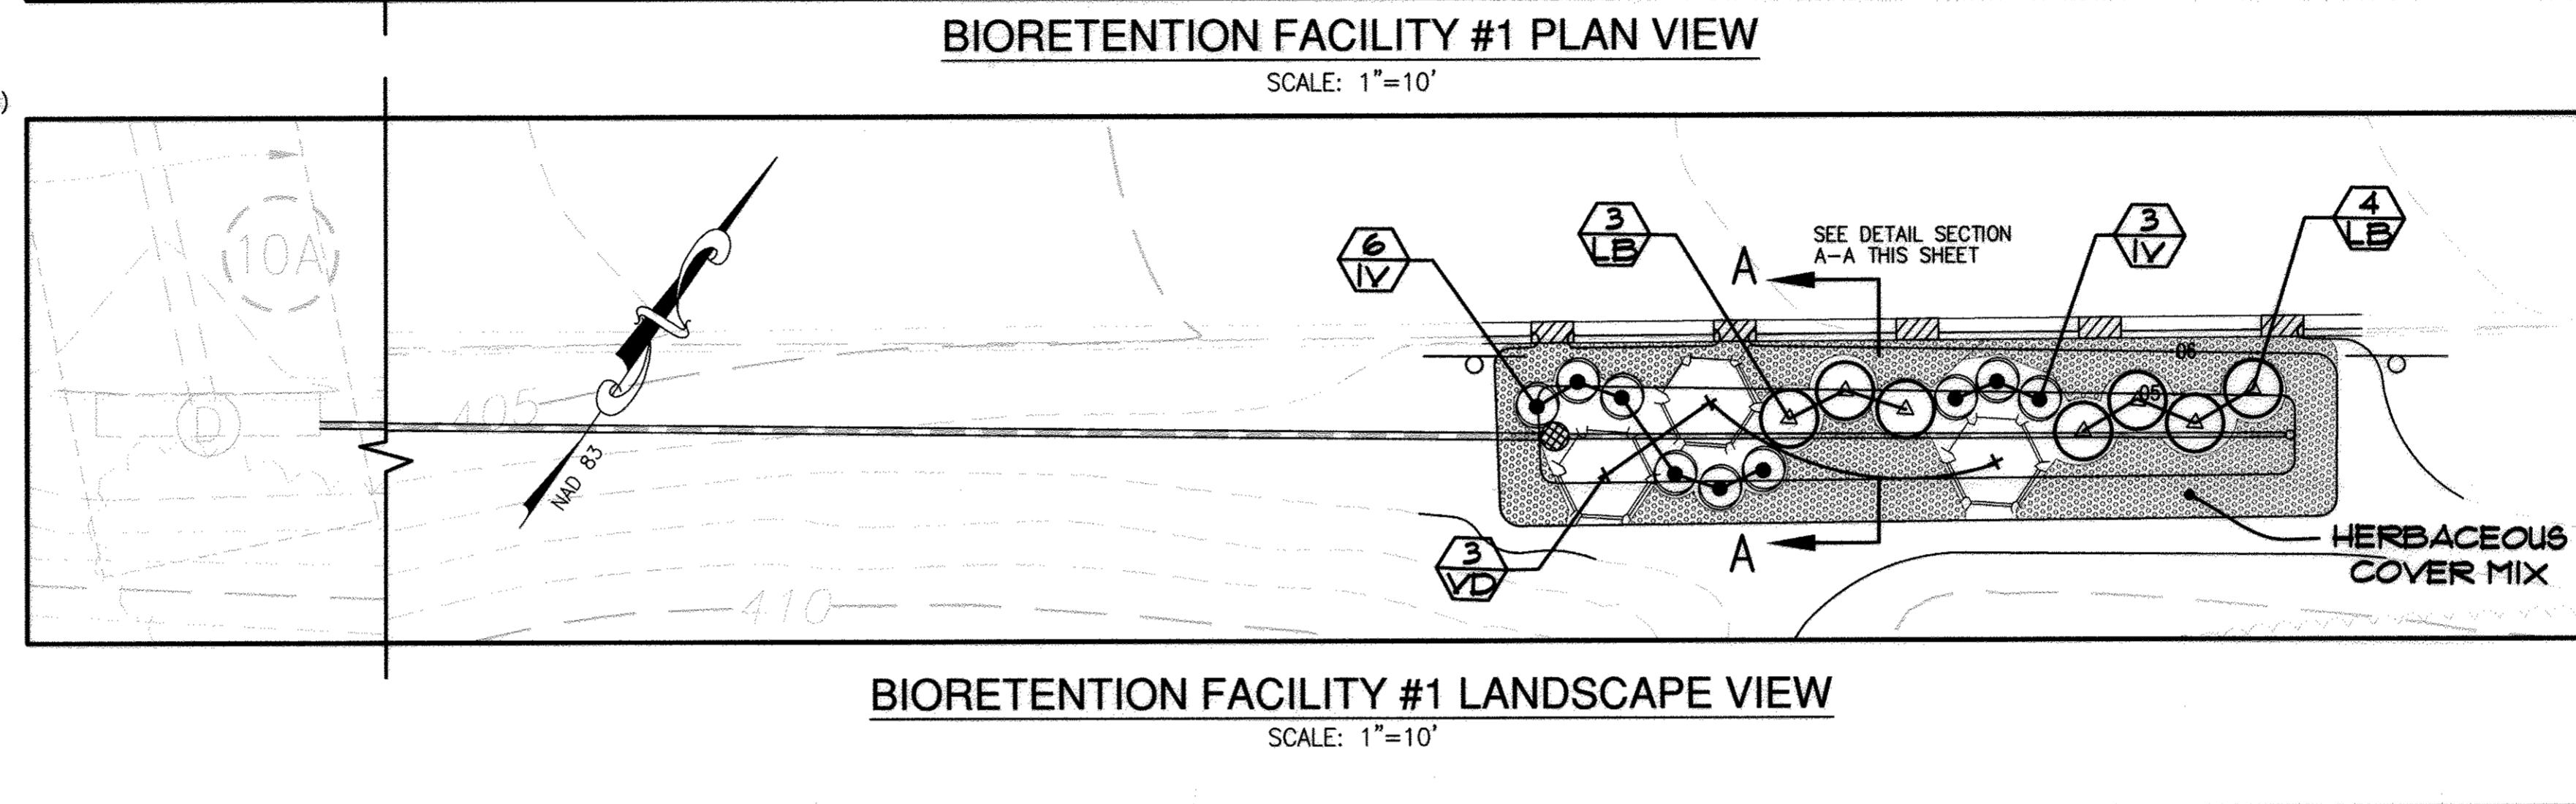 BIORETENTION FACILITY #1 PLAN VIEW
SCALE: 1"=10'
)
10A
D
405
410
NAD 83
6
IV
3
LB
A
SEE DETAIL SECTION
A-A THIS SHEET
3
IV
4
LB
06
05
3
VD
A
HERBACEOUS
COVER MIX
BIORETENTION FACILITY #1 LANDSCAPE VIEW
SCALE: 1"=10'